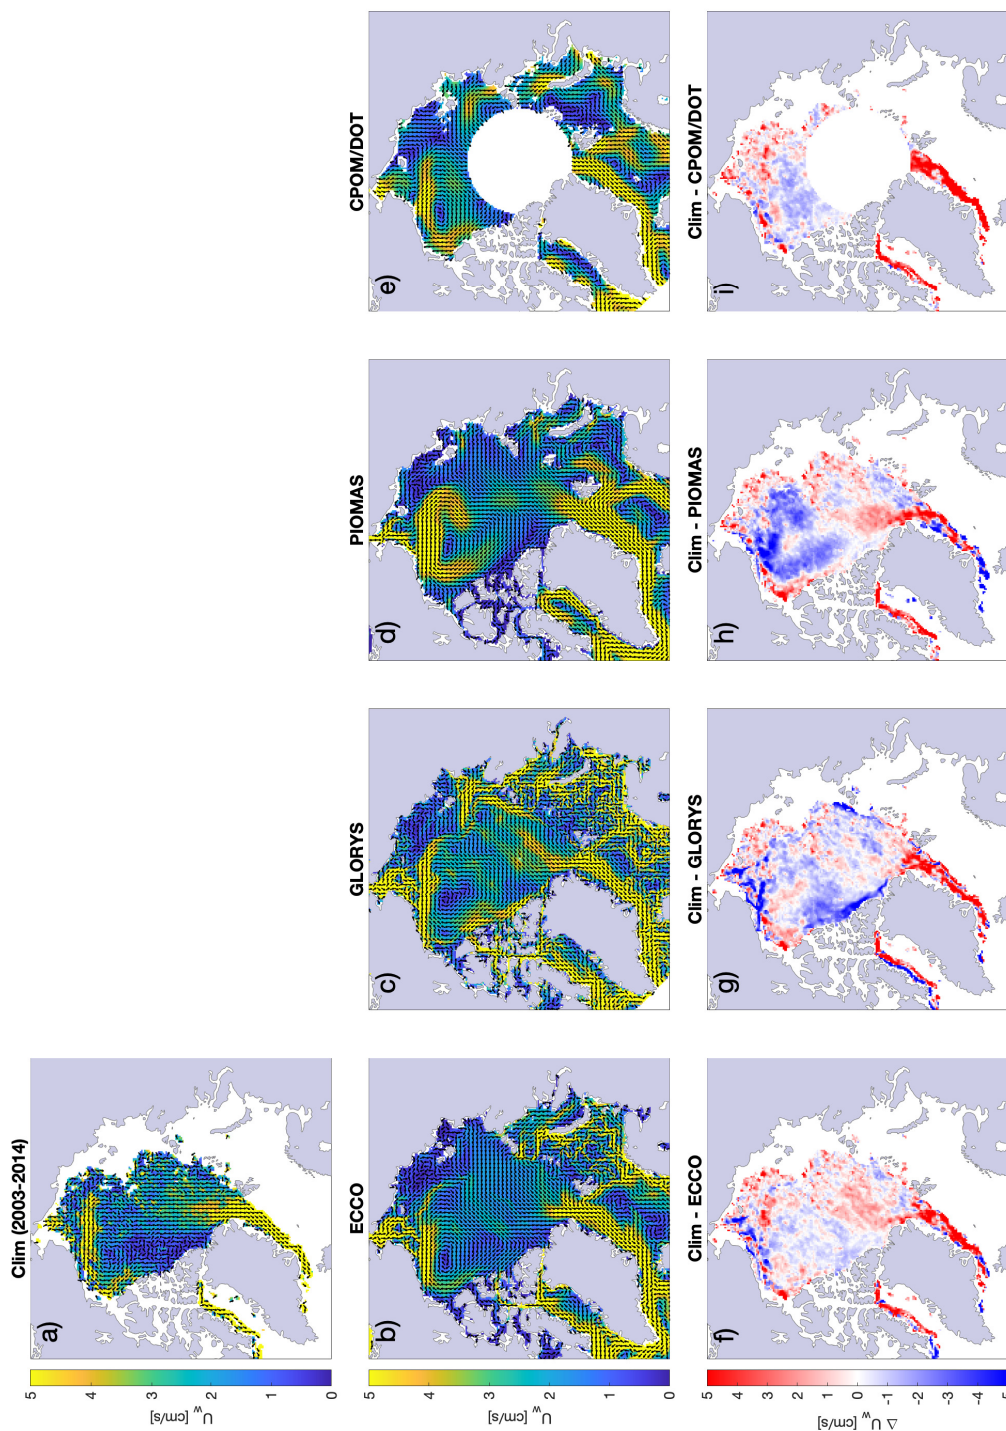 Clim (2003-2014)
a)
5
4
3
2
1
0
U_w [cm/s]
ECCO
GLORYS
PIOMAS
CPOM/DOT
b)
c)
d)
e)
5
4
3
2
1
0
U_w [cm/s]
Clim - ECCO
Clim - GLORYS
Clim - PIOMAS
Clim - CPOM/DOT
f)
g)
h)
i)
5
4
3
2
1
0
-1
-2
-3
-4
-5
Δ U_w [cm/s]